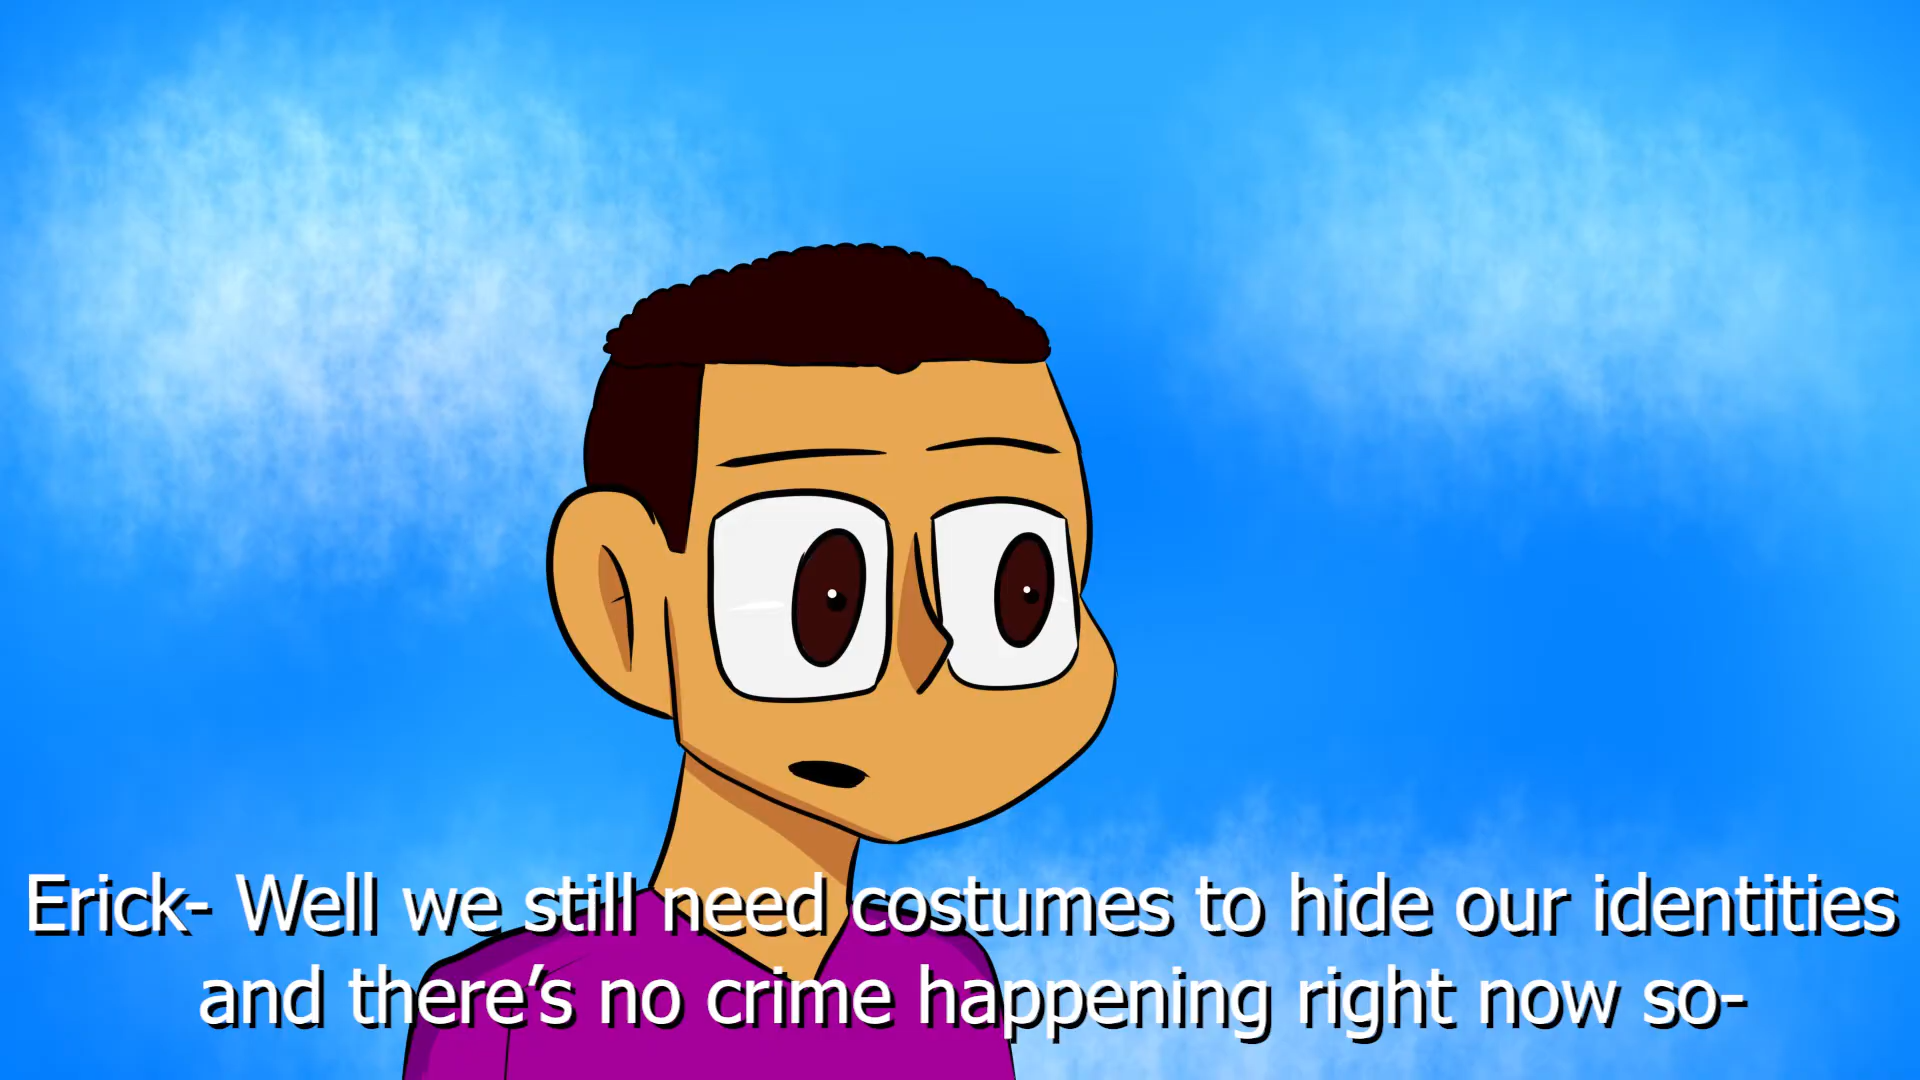 Erick- Well we still need costumes to hide our identities
and there’s no crime happening right now so-